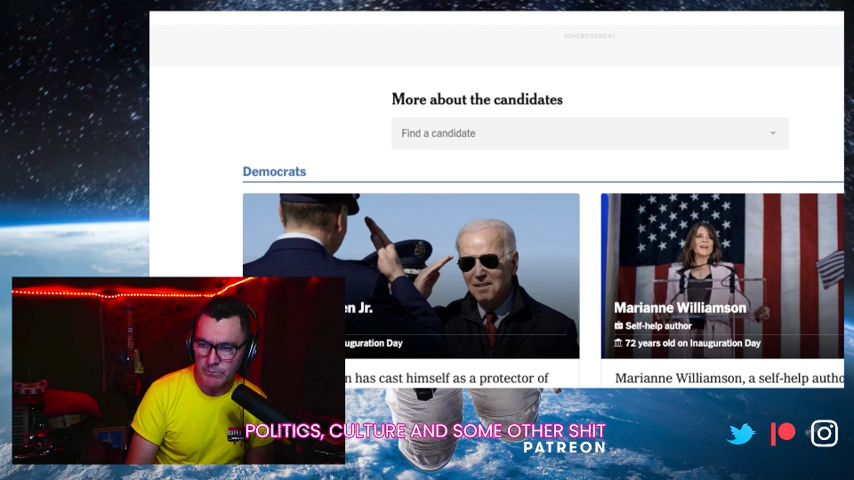 ADVERTISEMENT
More about the candidates
Find a candidate
Democrats
en Jr.
uguration Day
n has cast himself as a protector of
Marianne Williamson
Self-help author
72 years old on Inauguration Day
Marianne Williamson, a self-help autho
POLITICS, CULTURE AND SOME OTHER SHIT
PATREON